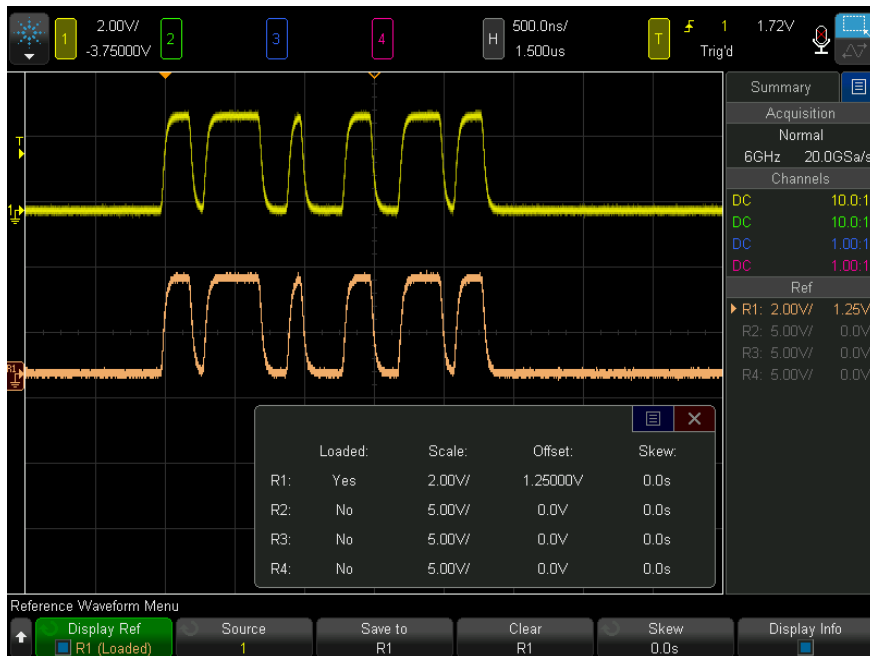 1 2.00V/ 2 3 4 H 500.0ns/ T 1 1.72V
-3.75000V 1.500us Trig'd
Summary
Acquisition
Normal
6GHz 20.0GSa/s
Channels
DC 10.0:1
DC 10.0:1
DC 1.00:1
DC 1.00:1
Ref
R1: 2.00V/ 1.25V
R2: 5.00V/ 0.0V
R3: 5.00V/ 0.0V
R4: 5.00V/ 0.0V
T
1
R1
Loaded: Scale: Offset: Skew:
R1: Yes 2.00V/ 1.25000V 0.0s
R2: No 5.00V/ 0.0V 0.0s
R3: No 5.00V/ 0.0V 0.0s
R4: No 5.00V/ 0.0V 0.0s
Reference Waveform Menu
Display Ref Source Save to Clear Skew Display Info
R1 (Loaded) 1 R1 R1 0.0s